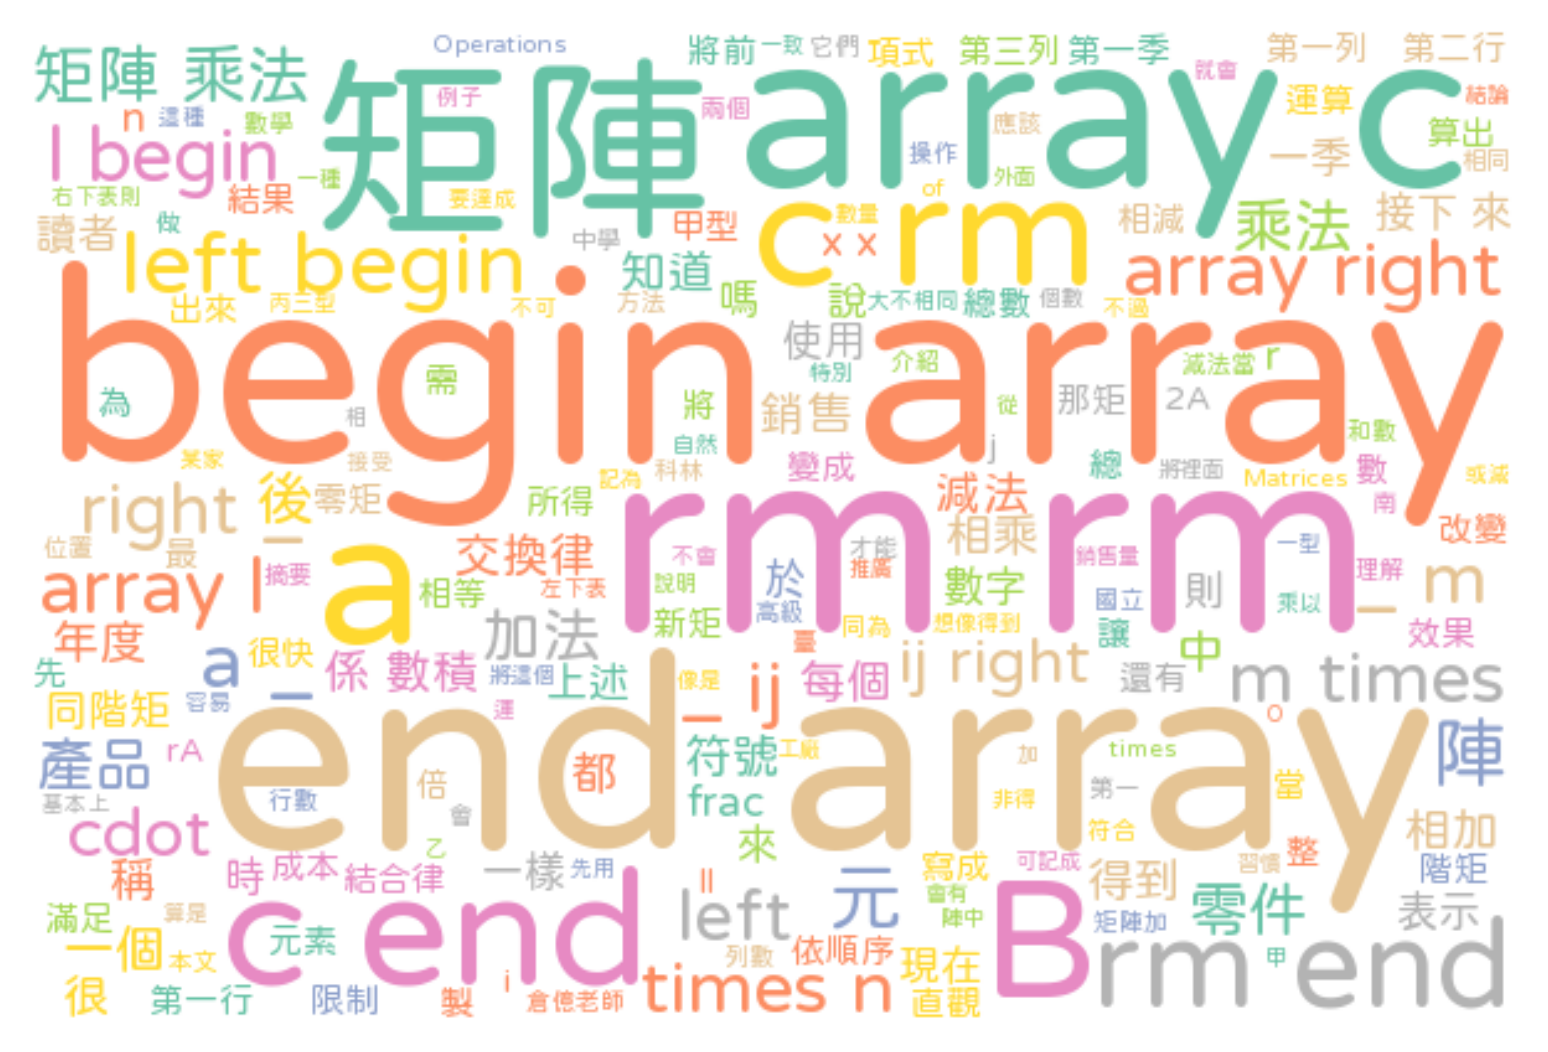 Operations 將前 一致 它們 項式 第三列 第一季 第一列 第二行
矩陣 乘法 矩陣 array c 就會
例子 兩個 運算 結論
n 這種 數學 應該 算出
l begin 操作 一季 相同
一種 外面
右下表則 結果 要達成 of
讀者 做 甲型 c rm 數量 相減 乘法 接下 來
left begin 中學 x x
知道 array right
出來 丙三型 不可 方法 嗎 說 大不相同 總數 個數 不過
begin array 使用 介紹 減法當 r
特別
為 需 將 銷售 從 那矩 2A
相 自然 j 和數
某家 接受 記為 科林 變成 總 將裡面 Matrices 數 或減
right 後 零矩 所得 rm rm 減法 南
相乘 改變
位置 最 一 交換律 不會 才能 銷售量 一型
array l 摘要 a 相等 左下表 說明 於 推廣 數字 則 理解 _ m
國立 乘以
年度 加法 新矩 高級 同為 想像得到 讓 效果
先 a _ 很快 係 數積 將這個 上述 臺 像是 _ ij 每個 ij right 中 還有 m times
同階矩 容易 運 o
產品 rA end array 都 符號 工廠 加 times 陣
基本上 行數 倍 frac 非得 第一 當
cdot 會 乙 來 符合 相加
稱 時 成本 結合律 一樣 先用 寫成 可記成 得到 習慣 整 階矩
滿足 算是 c end ll left 元 會有 B 零件 表示
一個 本文 元素 列數 依順序 陣中 矩陣加
很 第一行 限制 製 i 倉億老師 times n 現在 rm end 甲
直觀